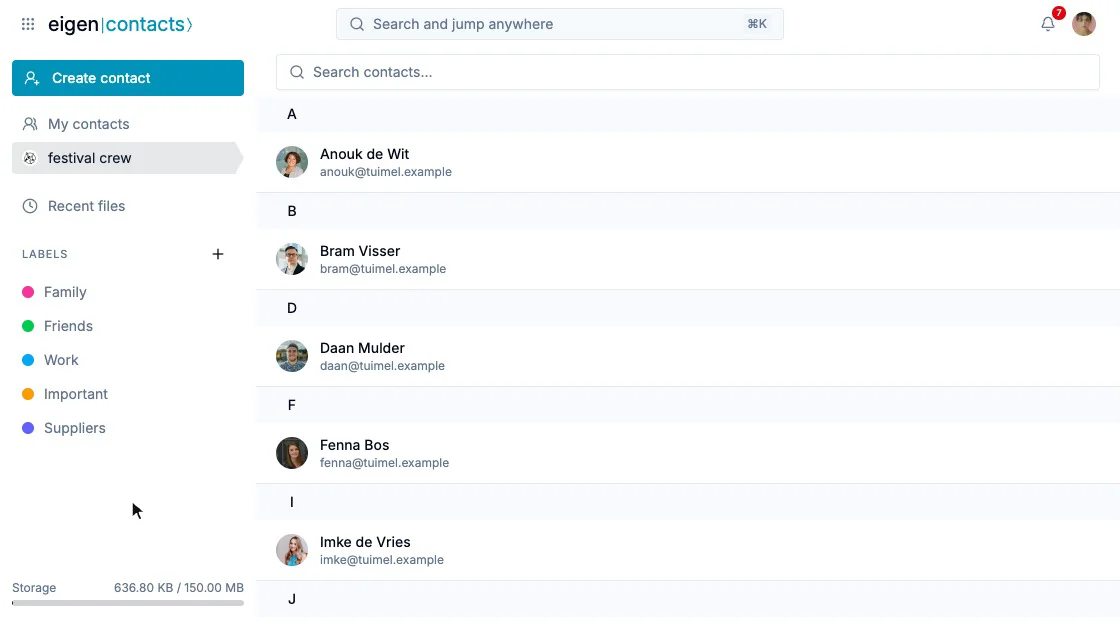 eigen|contacts⟩
Search and jump anywhere ⌘K
7
Create contact
My contacts
festival crew
Recent files
LABELS +
Family
Friends
Work
Important
Suppliers
Storage 636.80 KB / 150.00 MB
Search contacts...
A
Anouk de Wit
anouk@tuimel.example
B
Bram Visser
bram@tuimel.example
D
Daan Mulder
daan@tuimel.example
F
Fenna Bos
fenna@tuimel.example
I
Imke de Vries
imke@tuimel.example
J